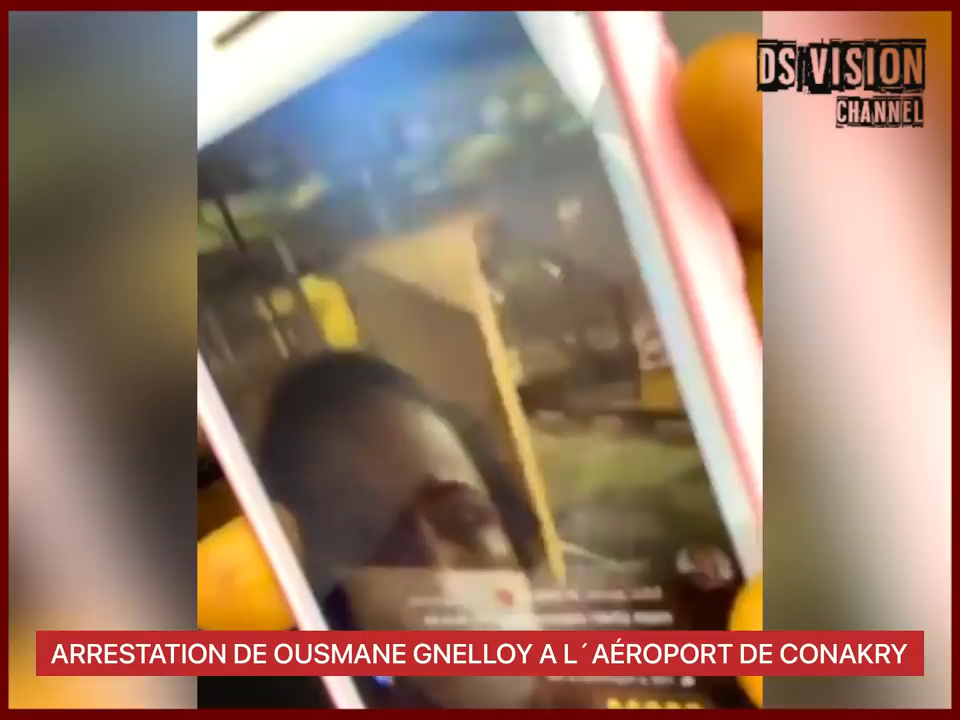 DS VISION
CHANNEL
ARRESTATION DE OUSMANE GNELLOY A L´AÉROPORT DE CONAKRY